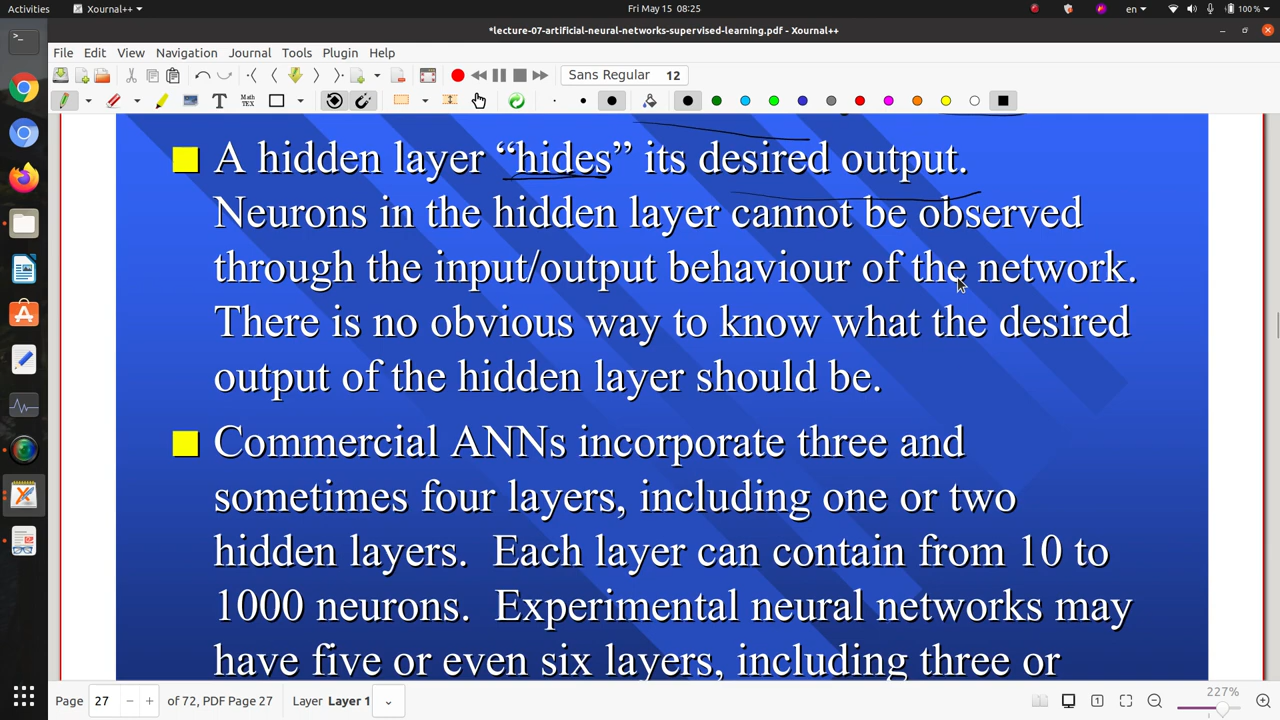 Activities
Xournal++
Fri May 15 08:25
en
100 %
*lecture-07-artificial-neural-networks-supervised-learning.pdf - Xournal++
File Edit View Navigation Journal Tools Plugin Help
Sans Regular 12
A hidden layer “hides” its desired output.
Neurons in the hidden layer cannot be observed
through the input/output behaviour of the network.
There is no obvious way to know what the desired
output of the hidden layer should be.
Commercial ANNs incorporate three and
sometimes four layers, including one or two
hidden layers. Each layer can contain from 10 to
1000 neurons. Experimental neural networks may
have five or even six layers, including three or
Page 27 of 72, PDF Page 27 Layer Layer 1
227%